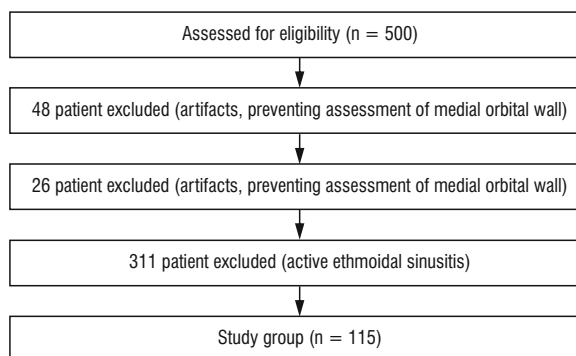 Assessed for eligibility (n = 500)
48 patient excluded (artifacts, preventing assessment of medial orbital wall)
26 patient excluded (artifacts, preventing assessment of medial orbital wall)
311 patient excluded (active ethmoidal sinusitis)
Study group (n = 115)